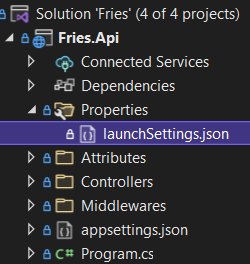 Solution 'Fries' (4 of 4 projects)
Fries.Api
Connected Services
Dependencies
Properties
launchSettings.json
Attributes
Controllers
Middlewares
appsettings.json
C# Program.cs